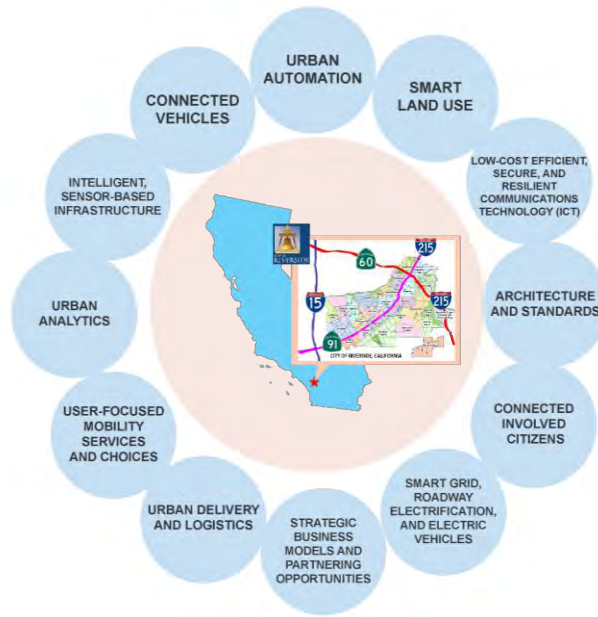 URBAN
AUTOMATION
SMART
LAND USE
LOW-COST EFFICIENT,
SECURE, AND
RESILIENT
COMMUNICATIONS
TECHNOLOGY (ICT)
ARCHITECTURE
AND STANDARDS
CONNECTED
INVOLVED
CITIZENS
SMART GRID,
ROADWAY
ELECTRIFICATION,
AND ELECTRIC
VEHICLES
STRATEGIC
BUSINESS
MODELS AND
PARTNERING
OPPORTUNITIES
URBAN DELIVERY
AND LOGISTICS
USER-FOCUSED
MOBILITY
SERVICES
AND CHOICES
URBAN
ANALYTICS
INTELLIGENT,
SENSOR-BASED
INFRASTRUCTURE
CONNECTED
VEHICLES
RIVERSIDE
215
60
15
215
91
CITY OF RIVERSIDE, CALIFORNIA